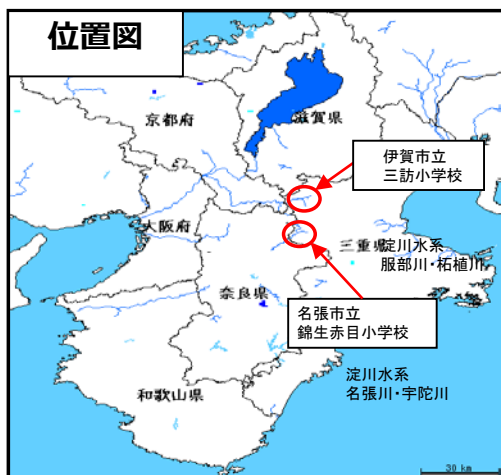 位置図
京都府
滋賀県
伊賀市立
三訪小学校
大阪府
三重県
淀川水系
服部川・柘植川
奈良県
名張市立
錦生赤目小学校
淀川水系
名張川・宇陀川
和歌山県
30 km